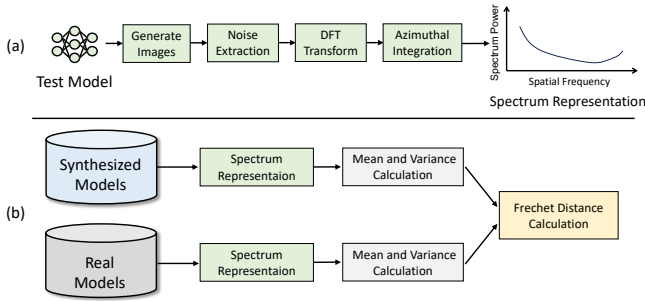 (a)
Test Model
Generate
Images
Noise
Extraction
DFT
Transform
Azimuthal
Integration
Spectrum Power
Spatial Frequency
Spectrum Representation
(b)
Synthesized
Models
Spectrum
Representaion
Mean and Variance
Calculation
Real
Models
Spectrum
Representaion
Mean and Variance
Calculation
Frechet Distance
Calculation